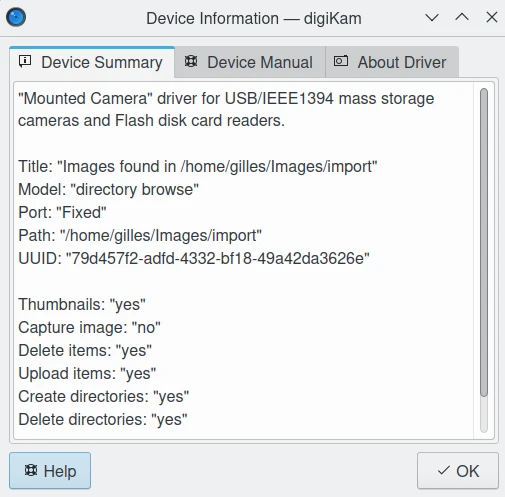 Device Information — digiKam
Device Summary
Device Manual
About Driver
"Mounted Camera" driver for USB/IEEE1394 mass storage
cameras and Flash disk card readers.
Title: "Images found in /home/gilles/Images/import"
Model: "directory browse"
Port: "Fixed"
Path: "/home/gilles/Images/import"
UUID: "79d457f2-adfd-4332-bf18-49a42da3626e"
Thumbnails: "yes"
Capture image: "no"
Delete items: "yes"
Upload items: "yes"
Create directories: "yes"
Delete directories: "yes"
Help
OK